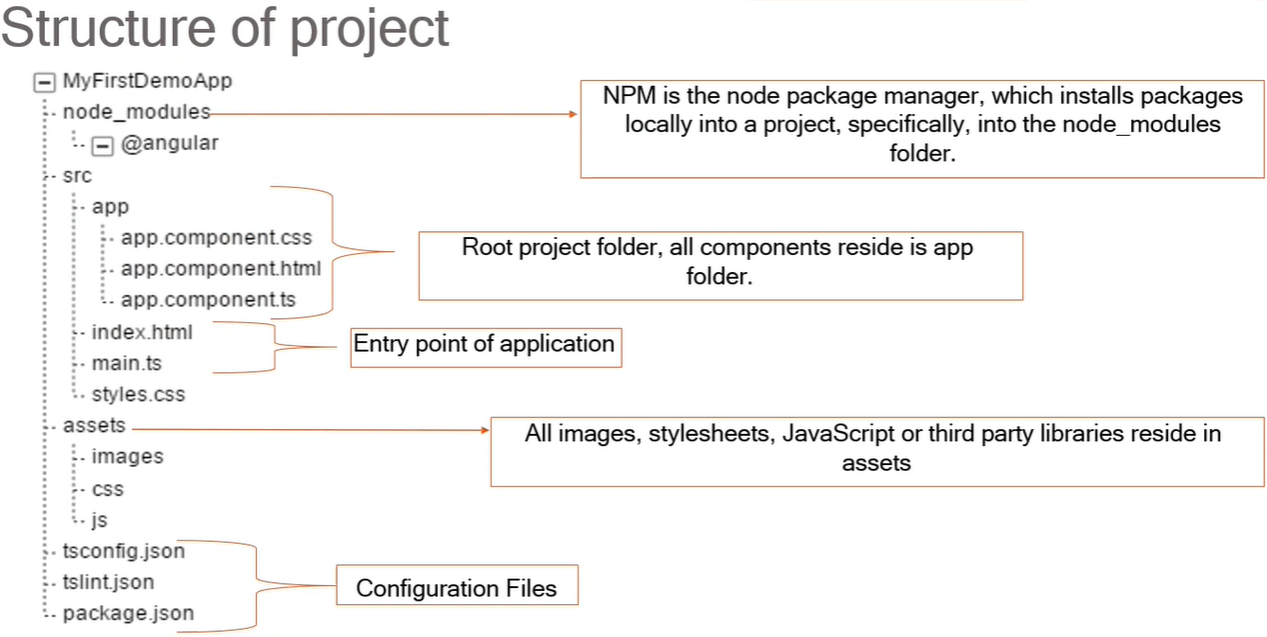 Structure of project
MyFirstDemoApp
node_modules
@angular
src
app
app.component.css
app.component.html
app.component.ts
index.html
main.ts
styles.css
assets
images
css
js
tsconfig.json
tslint.json
package.json
NPM is the node package manager, which installs packages
locally into a project, specifically, into the node_modules
folder.
Root project folder, all components reside is app
folder.
Entry point of application
All images, stylesheets, JavaScript or third party libraries reside in
assets
Configuration Files